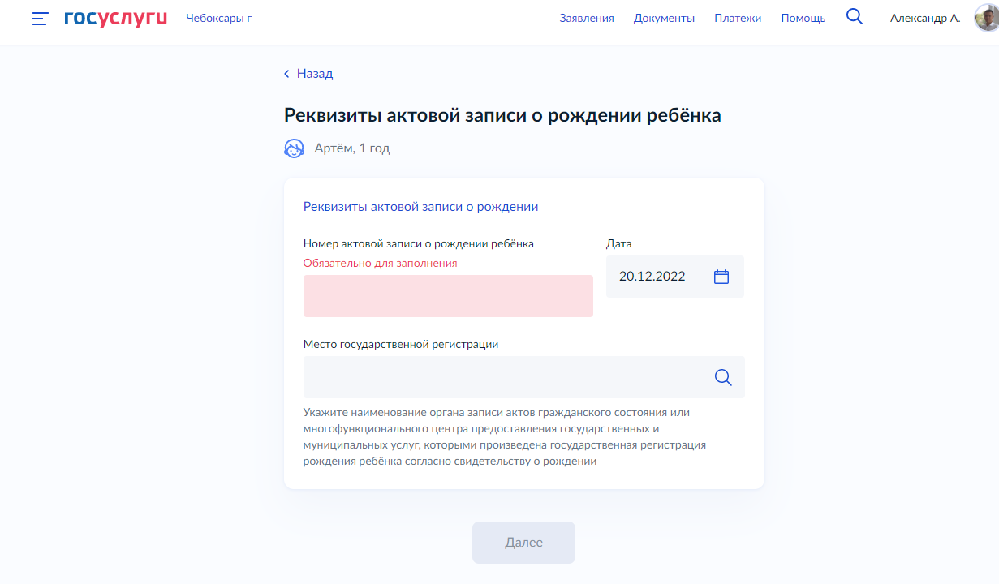 госуслуги Чебоксары г Заявления Документы Платежи Помощь Александр А.
Назад
Реквизиты актовой записи о рождении ребёнка
Артём, 1 год
Реквизиты актовой записи о рождении
Номер актовой записи о рождении ребёнка Дата
Обязательно для заполнения
20.12.2022
Место государственной регистрации
Укажите наименование органа записи актов гражданского состояния или
многофункционального центра предоставления государственных и
муниципальных услуг, которыми произведена государственная регистрация
рождения ребёнка согласно свидетельству о рождении
Далее